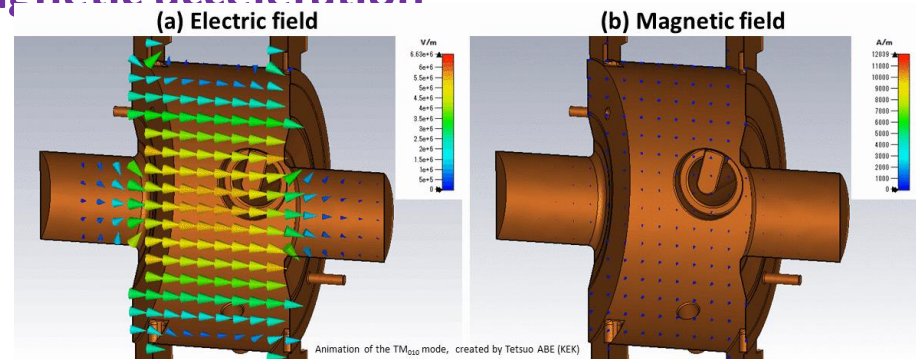 gnetic acceleration
(a) Electric field
(b) Magnetic field
V/m
6.63e+6
6e+6
5.5e+6
5e+6
4.5e+6
4e+6
3.5e+6
3e+6
2.5e+6
2e+6
1.5e+6
1e+6
5e+5
0
A/m
12039
11000
10000
9000
8000
7000
6000
5000
4000
3000
2000
1000
0
Animation of the TM010 mode, created by Tetsuo ABE (KEK)